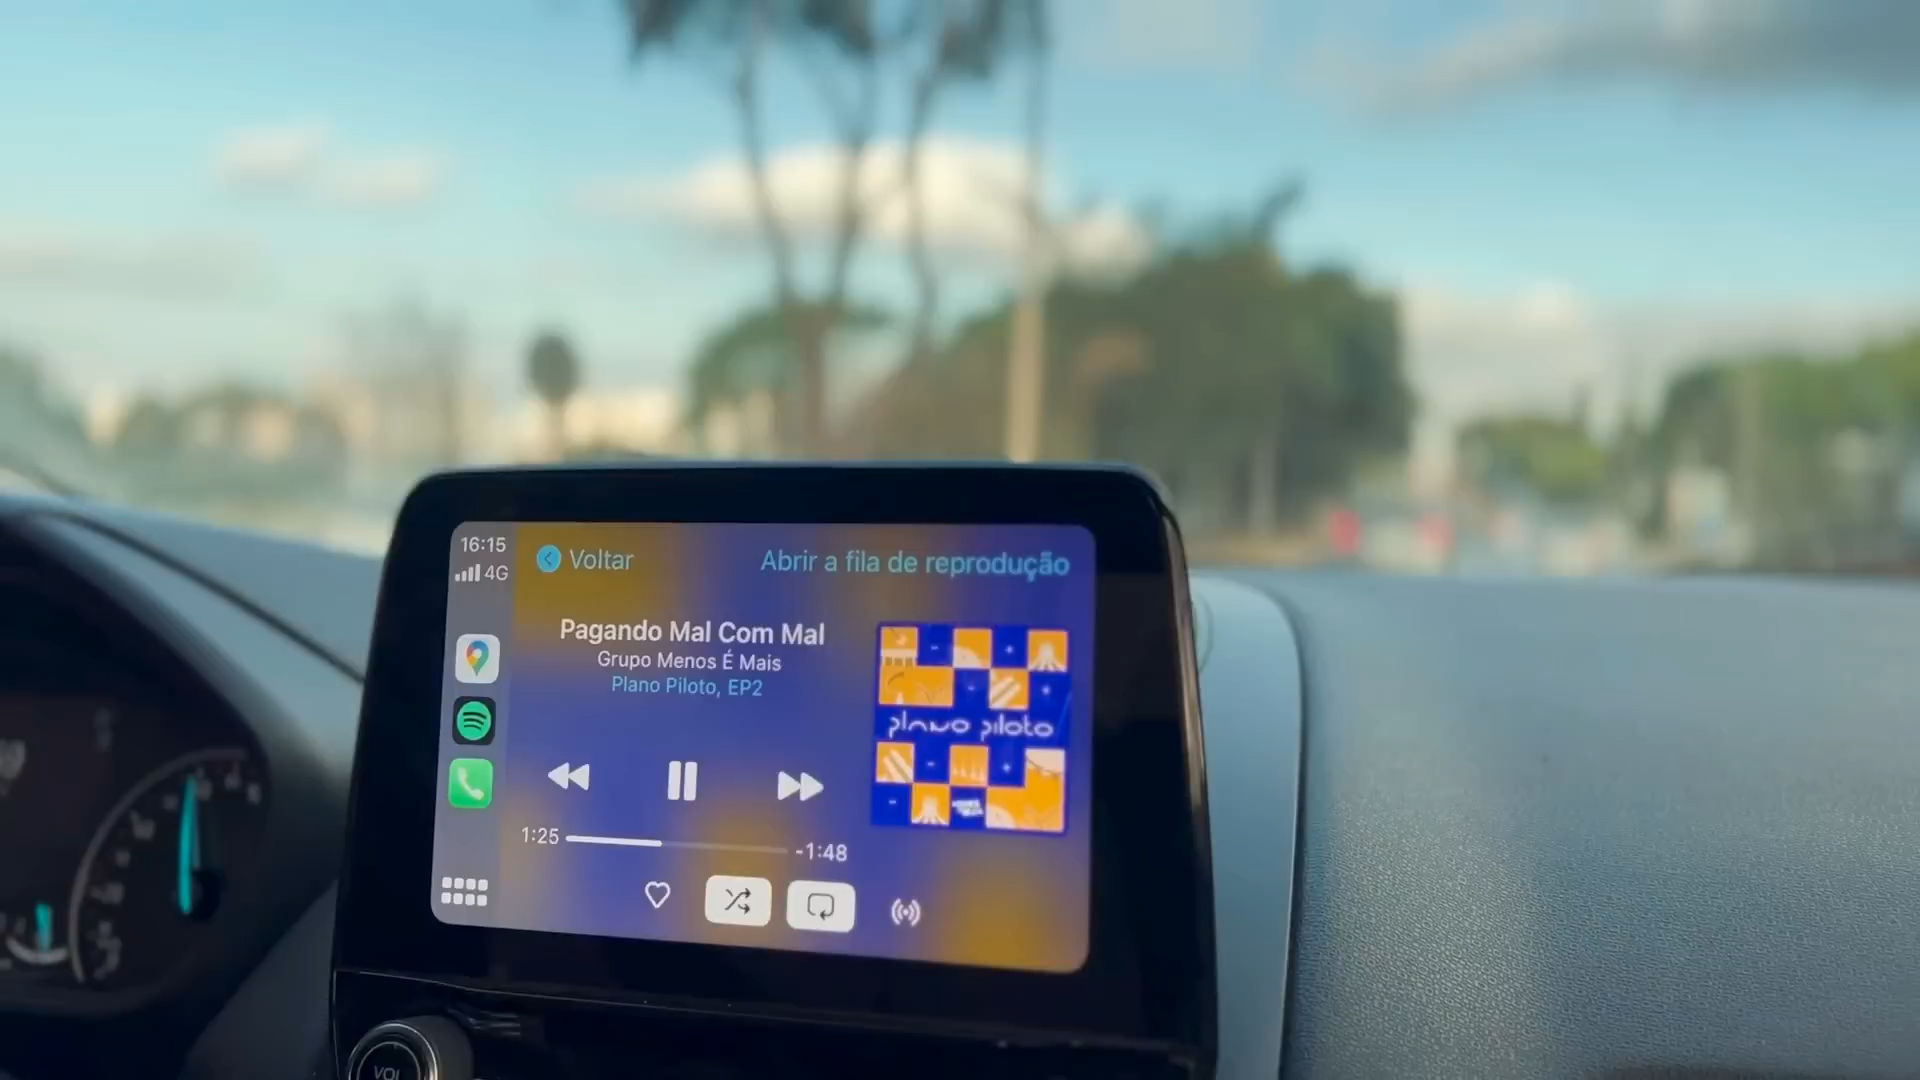 16:15
4G
Voltar
Abrir a fila de reprodução
Pagando Mal Com Mal
Grupo Menos É Mais
Plano Piloto, EP2
plano piloto
1:25
-1:48
VOL